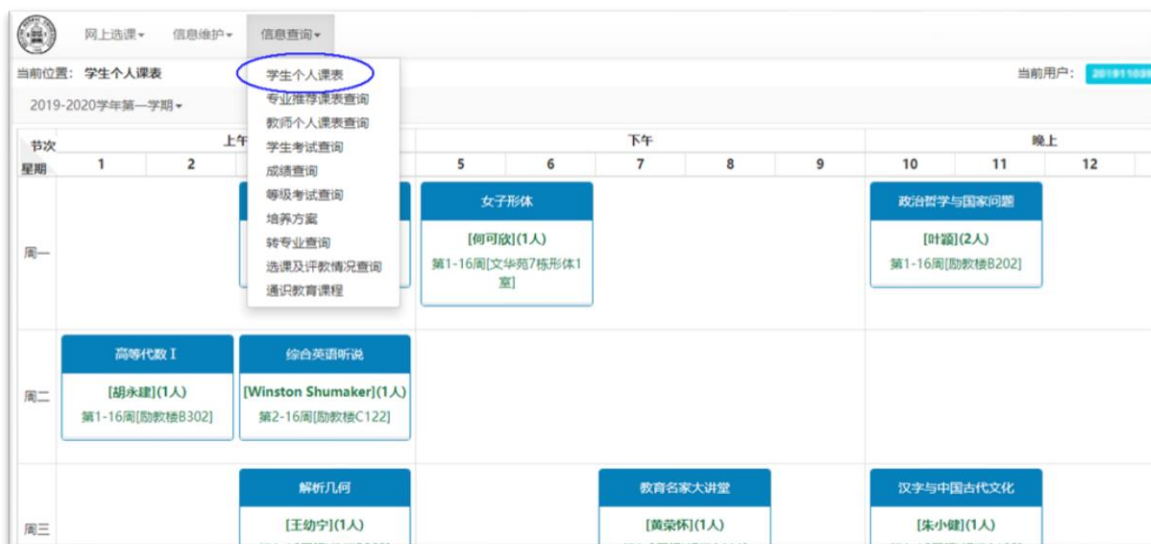 网上选课 信息维护 信息查询
当前位置： 学生个人课表
当前用户：
2019-2020学年第一学期
学生个人课表
专业推荐课表查询
教师个人课表查询
学生考试查询
成绩查询
等级考试查询
培养方案
转专业查询
选课及评教情况查询
通识教育课程
节次 上午 下午 晚上
星期 1 2 5 6 7 8 9 10 11 12
周一
女子形体
[何可欣](1人)
第1-16周[文华苑7栋形体1
室]
政治哲学与国家问题
[叶颖](2人)
第1-16周[励教楼B202]
周二
高等代数 I
[胡永建](1人)
第1-16周[励教楼B302]
综合英语听说
[Winston Shumaker](1人)
第2-16周[励教楼C122]
周三
解析几何
[王幼宁](1人)
教育名家大讲堂
[黄荣怀](1人)
汉字与中国古代文化
[朱小健](1人)